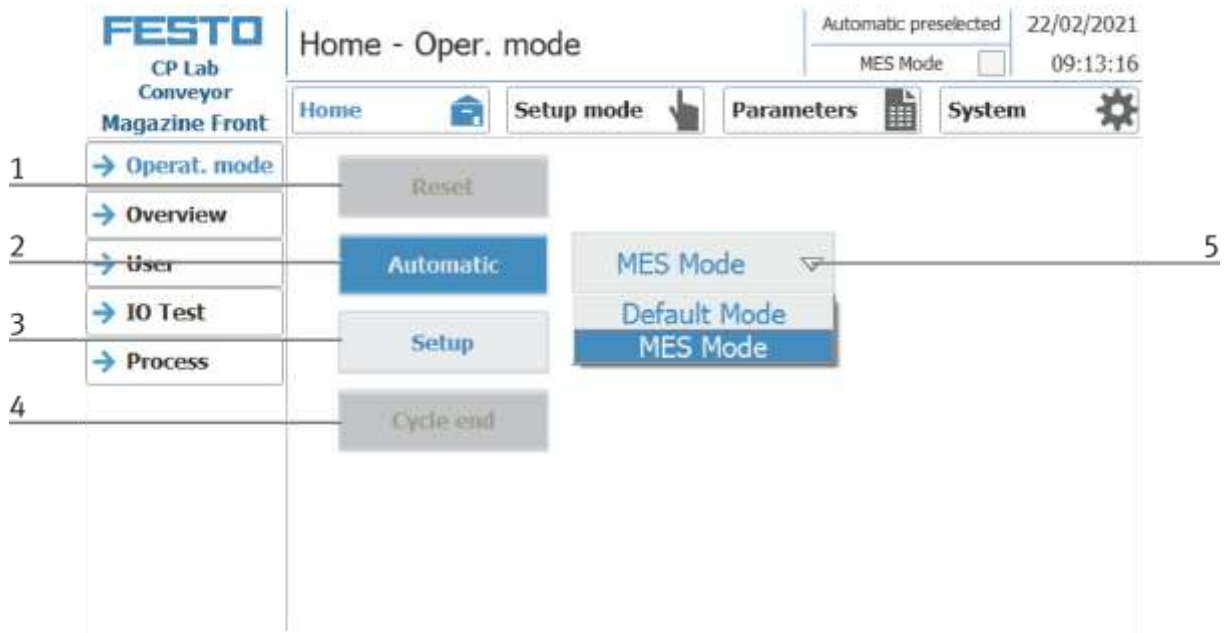 FESTO
CP Lab
Conveyor
Magazine Front
Home - Oper. mode
Automatic preselected
MES Mode
22/02/2021
09:13:16
Home
Setup mode
Parameters
System
1
Operat. mode
Overview
2
User
IO Test
3
Process
4
Reset
Automatic
Setup
Cycle end
MES Mode
Default Mode
MES Mode
5